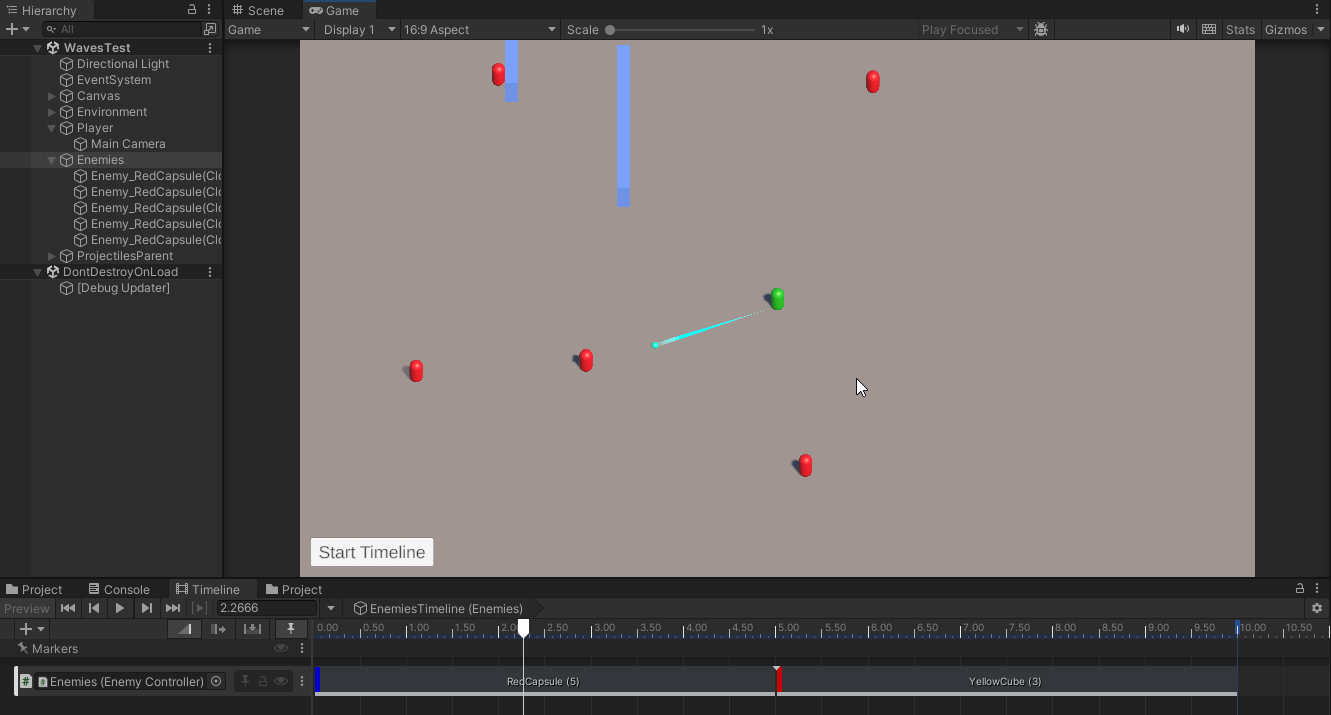 Hierarchy
All
WavesTest
Directional Light
EventSystem
Canvas
Environment
Player
Main Camera
Enemies
Enemy_RedCapsule(Clo
Enemy_RedCapsule(Clo
Enemy_RedCapsule(Clo
Enemy_RedCapsule(Clo
Enemy_RedCapsule(Clo
ProjectilesParent
DontDestroyOnLoad
[Debug Updater]
Scene Game
Game Display 1 16:9 Aspect Scale 1x Play Focused Stats Gizmos
Start Timeline
Project Console Timeline Project
Preview 2.2666 EnemiesTimeline (Enemies)
0.00 0.50 1.00 1.50 2.00 2.50 3.00 3.50 4.00 4.50 5.00 5.50 6.00 6.50 7.00 7.50 8.00 8.50 9.00 9.50 10.00 10.50
Markers
Enemies (Enemy Controller) RedCapsule (5) YellowCube (3)